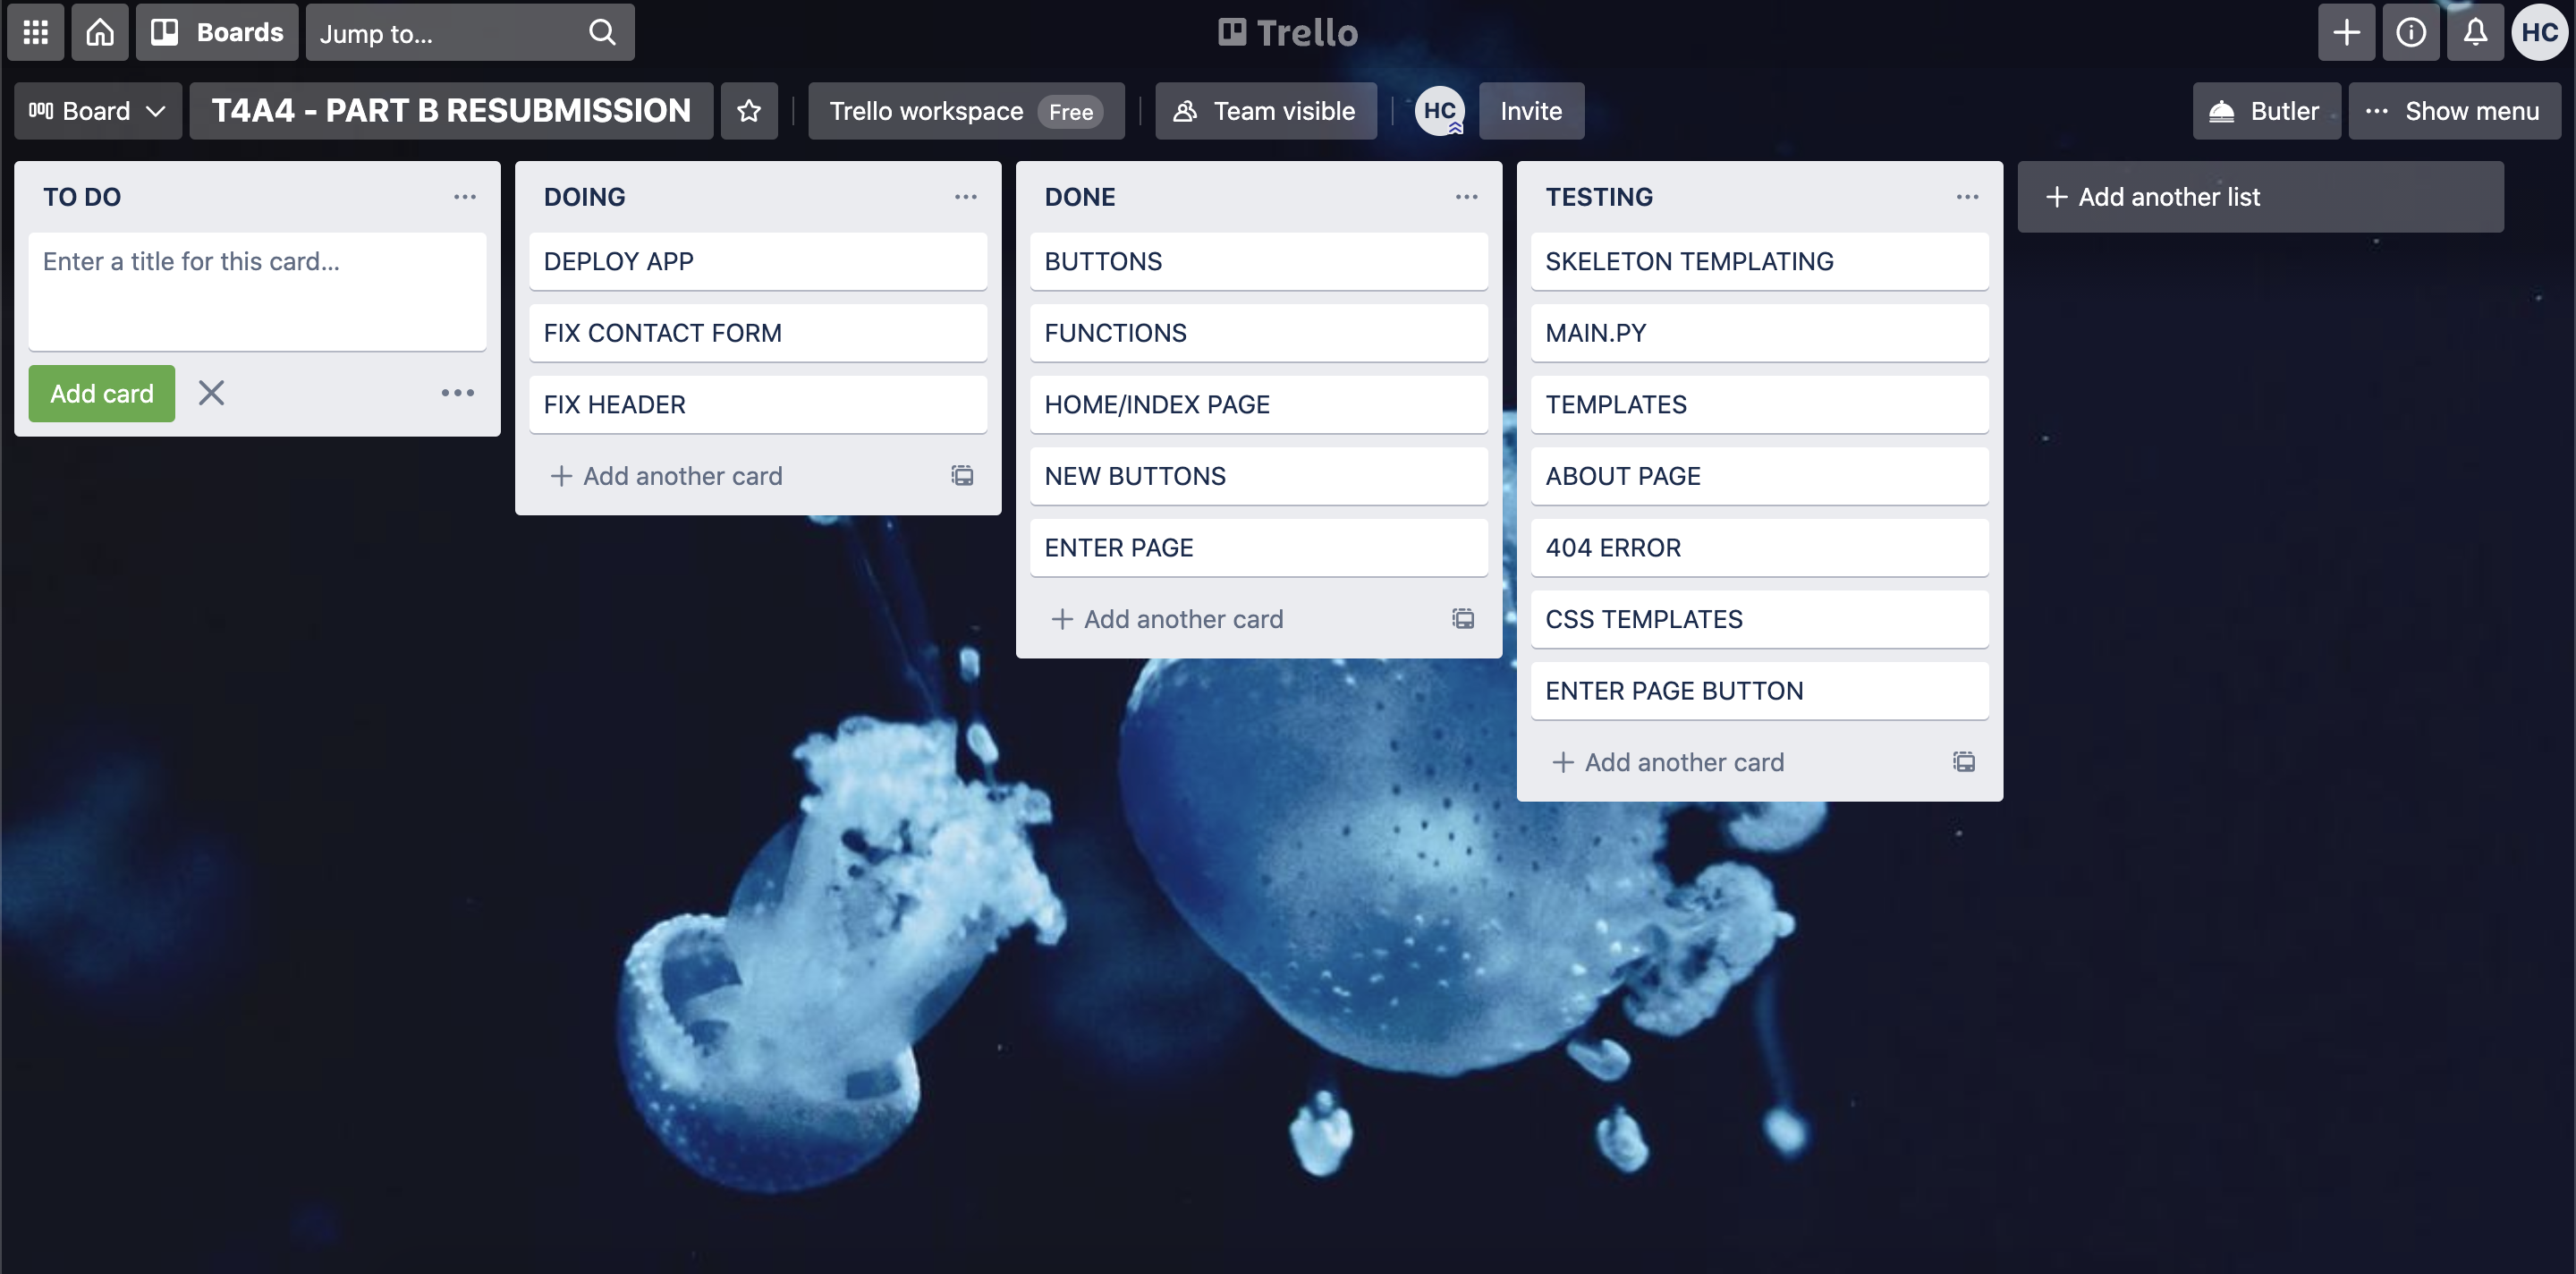 Boards
Jump to...
Trello
HC
Board
T4A4 - PART B RESUBMISSION
Trello workspace Free
Team visible
HC
Invite
Butler
Show menu
TO DO
Enter a title for this card...
Add card
DOING
DEPLOY APP
FIX CONTACT FORM
FIX HEADER
Add another card
DONE
BUTTONS
FUNCTIONS
HOME/INDEX PAGE
NEW BUTTONS
ENTER PAGE
Add another card
TESTING
SKELETON TEMPLATING
MAIN.PY
TEMPLATES
ABOUT PAGE
404 ERROR
CSS TEMPLATES
ENTER PAGE BUTTON
Add another card
Add another list